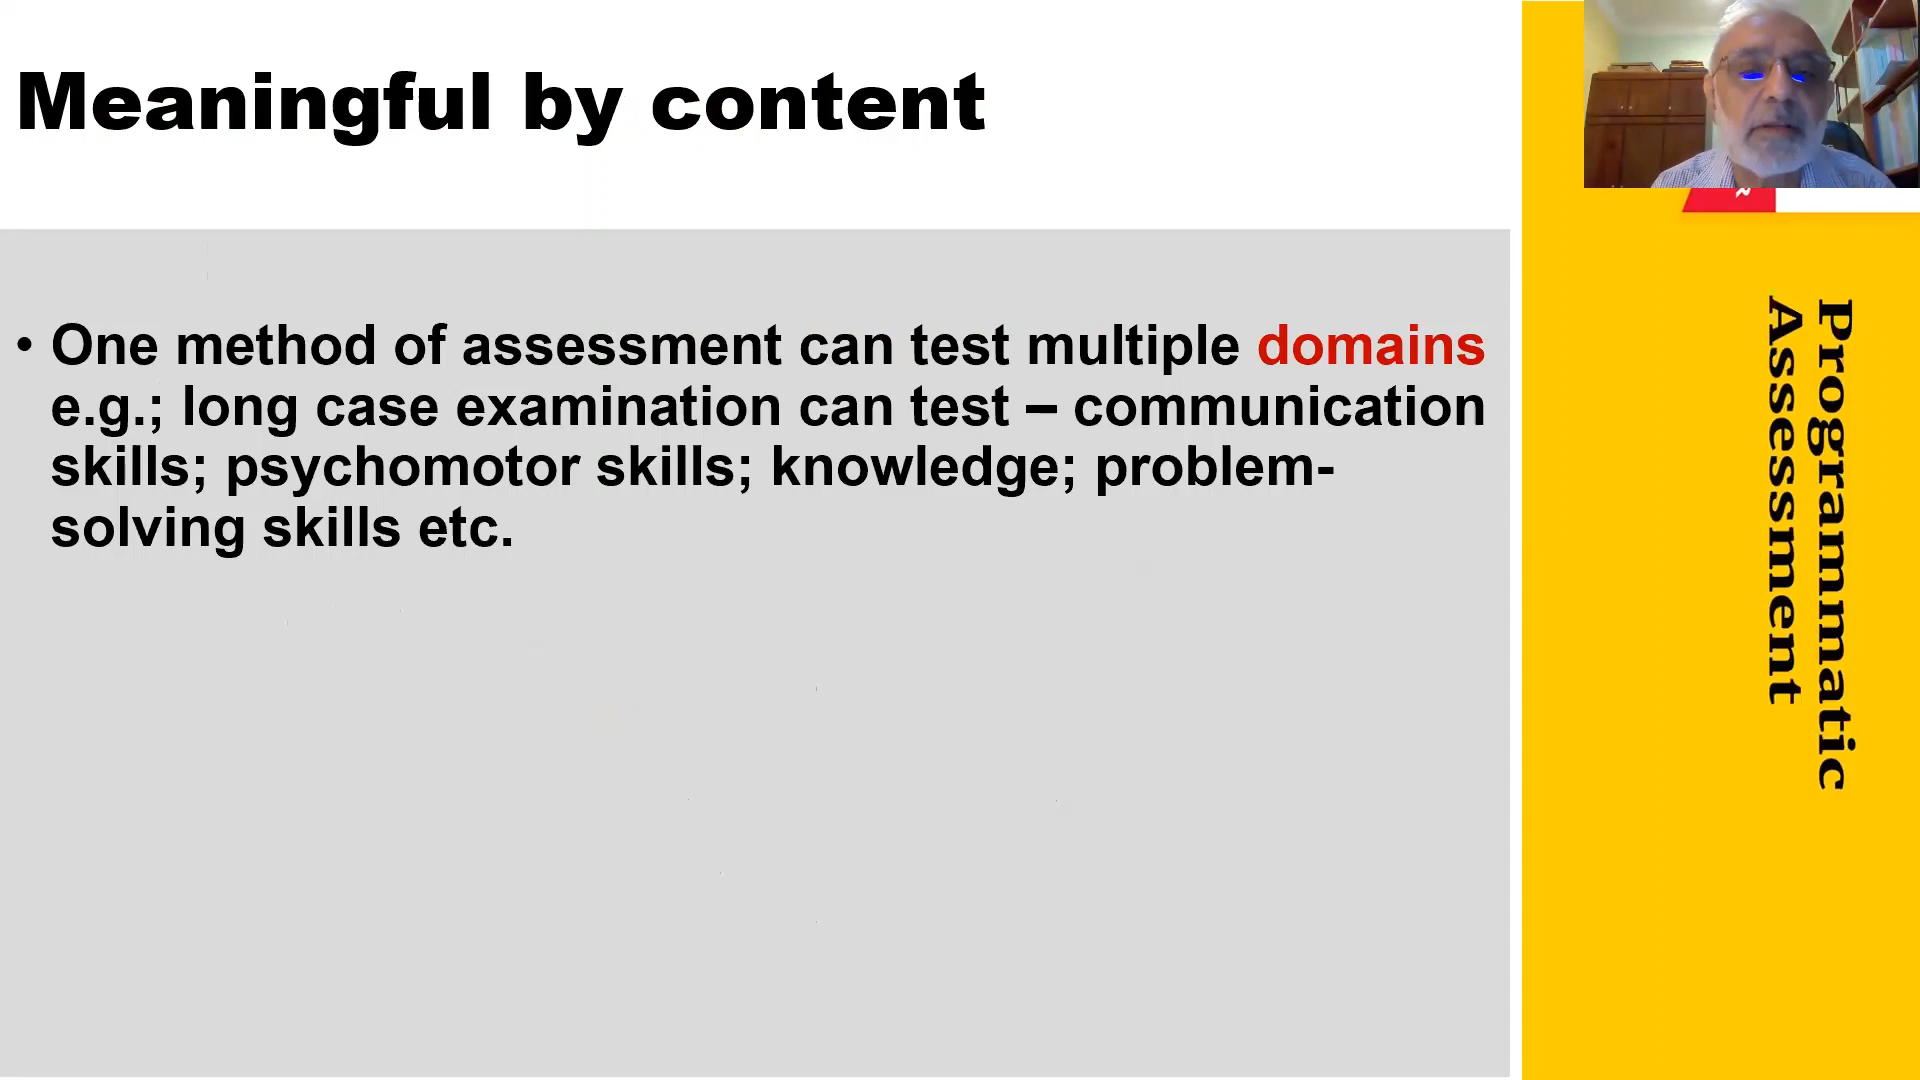 Meaningful by content
• One method of assessment can test multiple domains
e.g.; long case examination can test – communication
skills; psychomotor skills; knowledge; problem-
solving skills etc.
Programmatic
Assessment